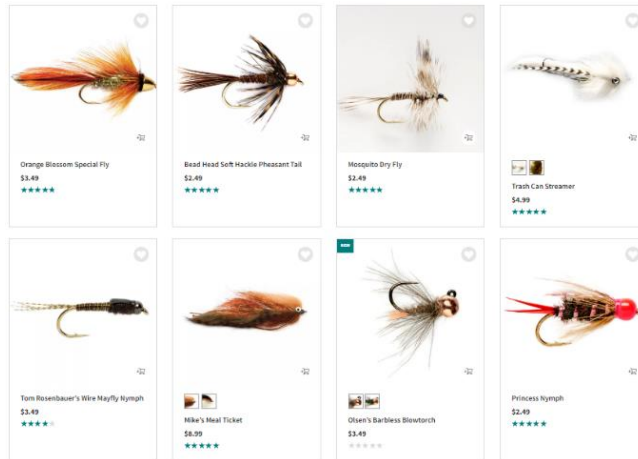 Orange Blossom Special Fly
$3.49
Bead Head Soft Hackle Pheasant Tail
$2.49
Mosquito Dry Fly
$2.49
Trash Can Streamer
$4.99
Tom Rosenbauer's Wire Mayfly Nymph
$3.49
Mike's Meal Ticket
$8.99
Olsen's Barbless Blowtorch
$3.49
Princess Nymph
$2.49